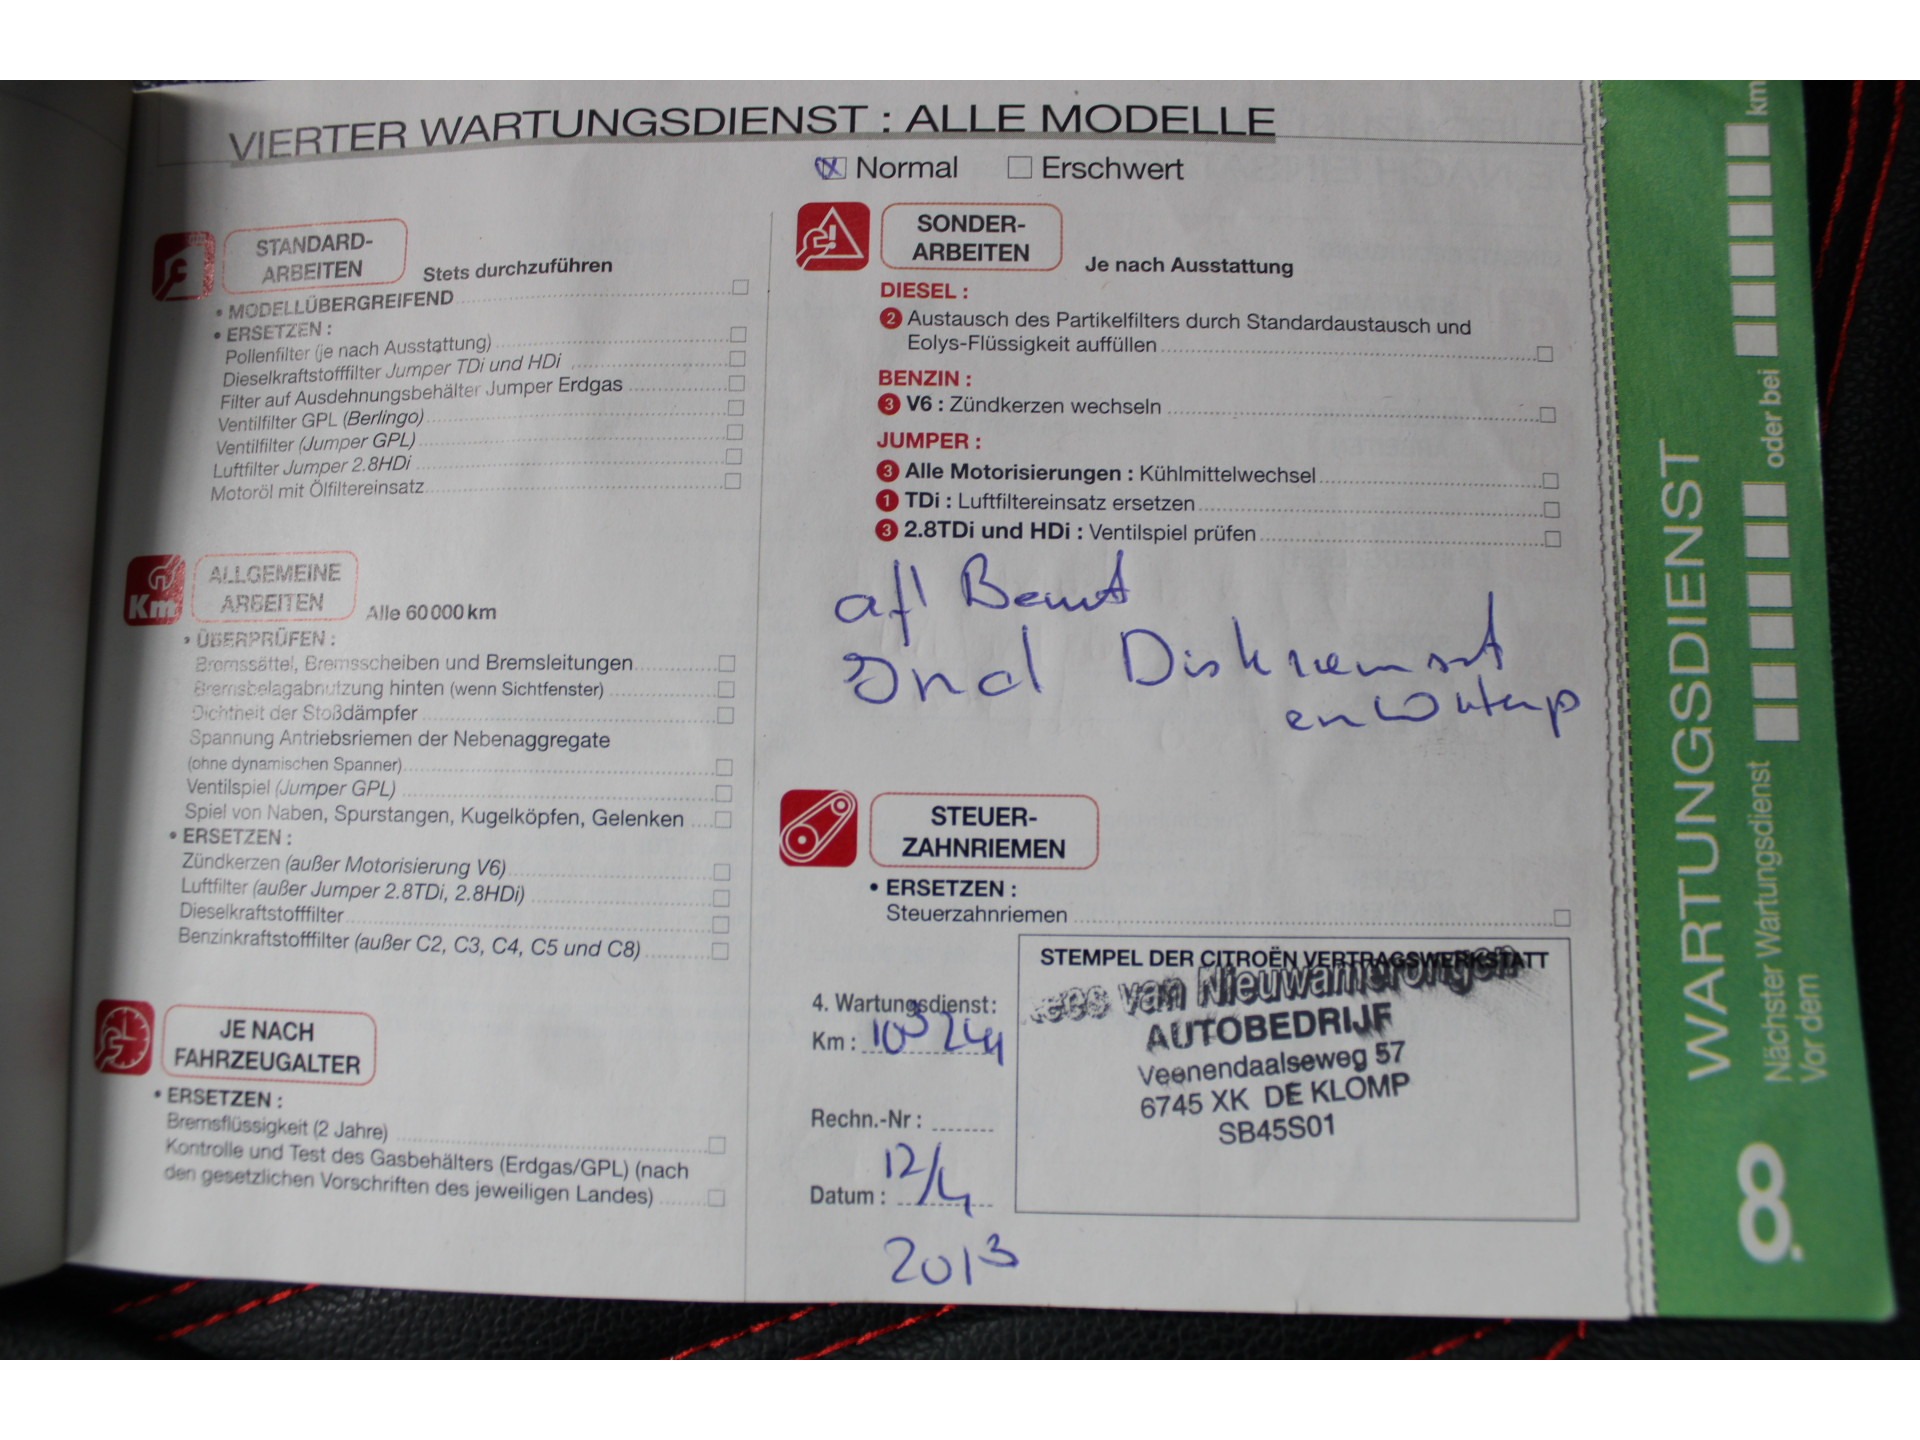 VIERTER WARTUNGSDIENST : ALLE MODELLE
Normal Erschwert
STANDARD-
ARBEITEN Stets durchzuführen
• MODELLÜBERGREIFEND
• ERSETZEN :
Pollenfilter (je nach Ausstattung)
Dieselkraftstofffilter Jumper TDi und HDi
Filter auf Ausdehnungsbehälter Jumper Erdgas
Ventilfilter GPL (Berlingo)
Ventilfilter (Jumper GPL)
Luftfilter Jumper 2.8HDi
Motoröl mit Ölfiltereinsatz
Km ALLGEMEINE
ARBEITEN Alle 60 000 km
• ÜBERPRÜFEN :
Bremssättel, Bremsscheiben und Bremsleitungen
Bremsbelagabnutzung hinten (wenn Sichtfenster)
Dichtheit der Stoßdämpfer
Spannung Antriebsriemen der Nebenaggregate
(ohne dynamischen Spanner)
Ventilspiel (Jumper GPL)
Spiel von Naben, Spurstangen, Kugelköpfen, Gelenken
• ERSETZEN :
Zündkerzen (außer Motorisierung V6)
Luftfilter (außer Jumper 2.8TDi, 2.8HDi)
Dieselkraftstofffilter
Benzinkraftstofffilter (außer C2, C3, C4, C5 und C8)
JE NACH
FAHRZEUGALTER
• ERSETZEN :
Bremsflüssigkeit (2 Jahre)
Kontrolle und Test des Gasbehälters (Erdgas/GPL) (nach
den gesetzlichen Vorschriften des jeweiligen Landes)
SONDER-
ARBEITEN Je nach Ausstattung
DIESEL :
2 Austausch des Partikelfilters durch Standardaustausch und
Eolys-Flüssigkeit auffüllen
BENZIN :
3 V6 : Zündkerzen wechseln
JUMPER :
3 Alle Motorisierungen : Kühlmittelwechsel
1 TDi : Luftfiltereinsatz ersetzen
3 2.8TDi und HDi : Ventilspiel prüfen
en
STEUER-
ZAHNRIEMEN
• ERSETZEN :
Steuerzahnriemen
STEMPEL DER CITROËN VERTRAGSWERKSTATT
van Nieuwamerongen
AUTOBEDRIJF
Veenendaalseweg 57
6745 XK DE KLOMP
SB45S01
4. Wartungsdienst:
Km : 103244
Rechn.-Nr :
Datum : 12/4
2013
WARTUNGSDIENST
Nächster Wartungsdienst
Vor dem oder bei km
8